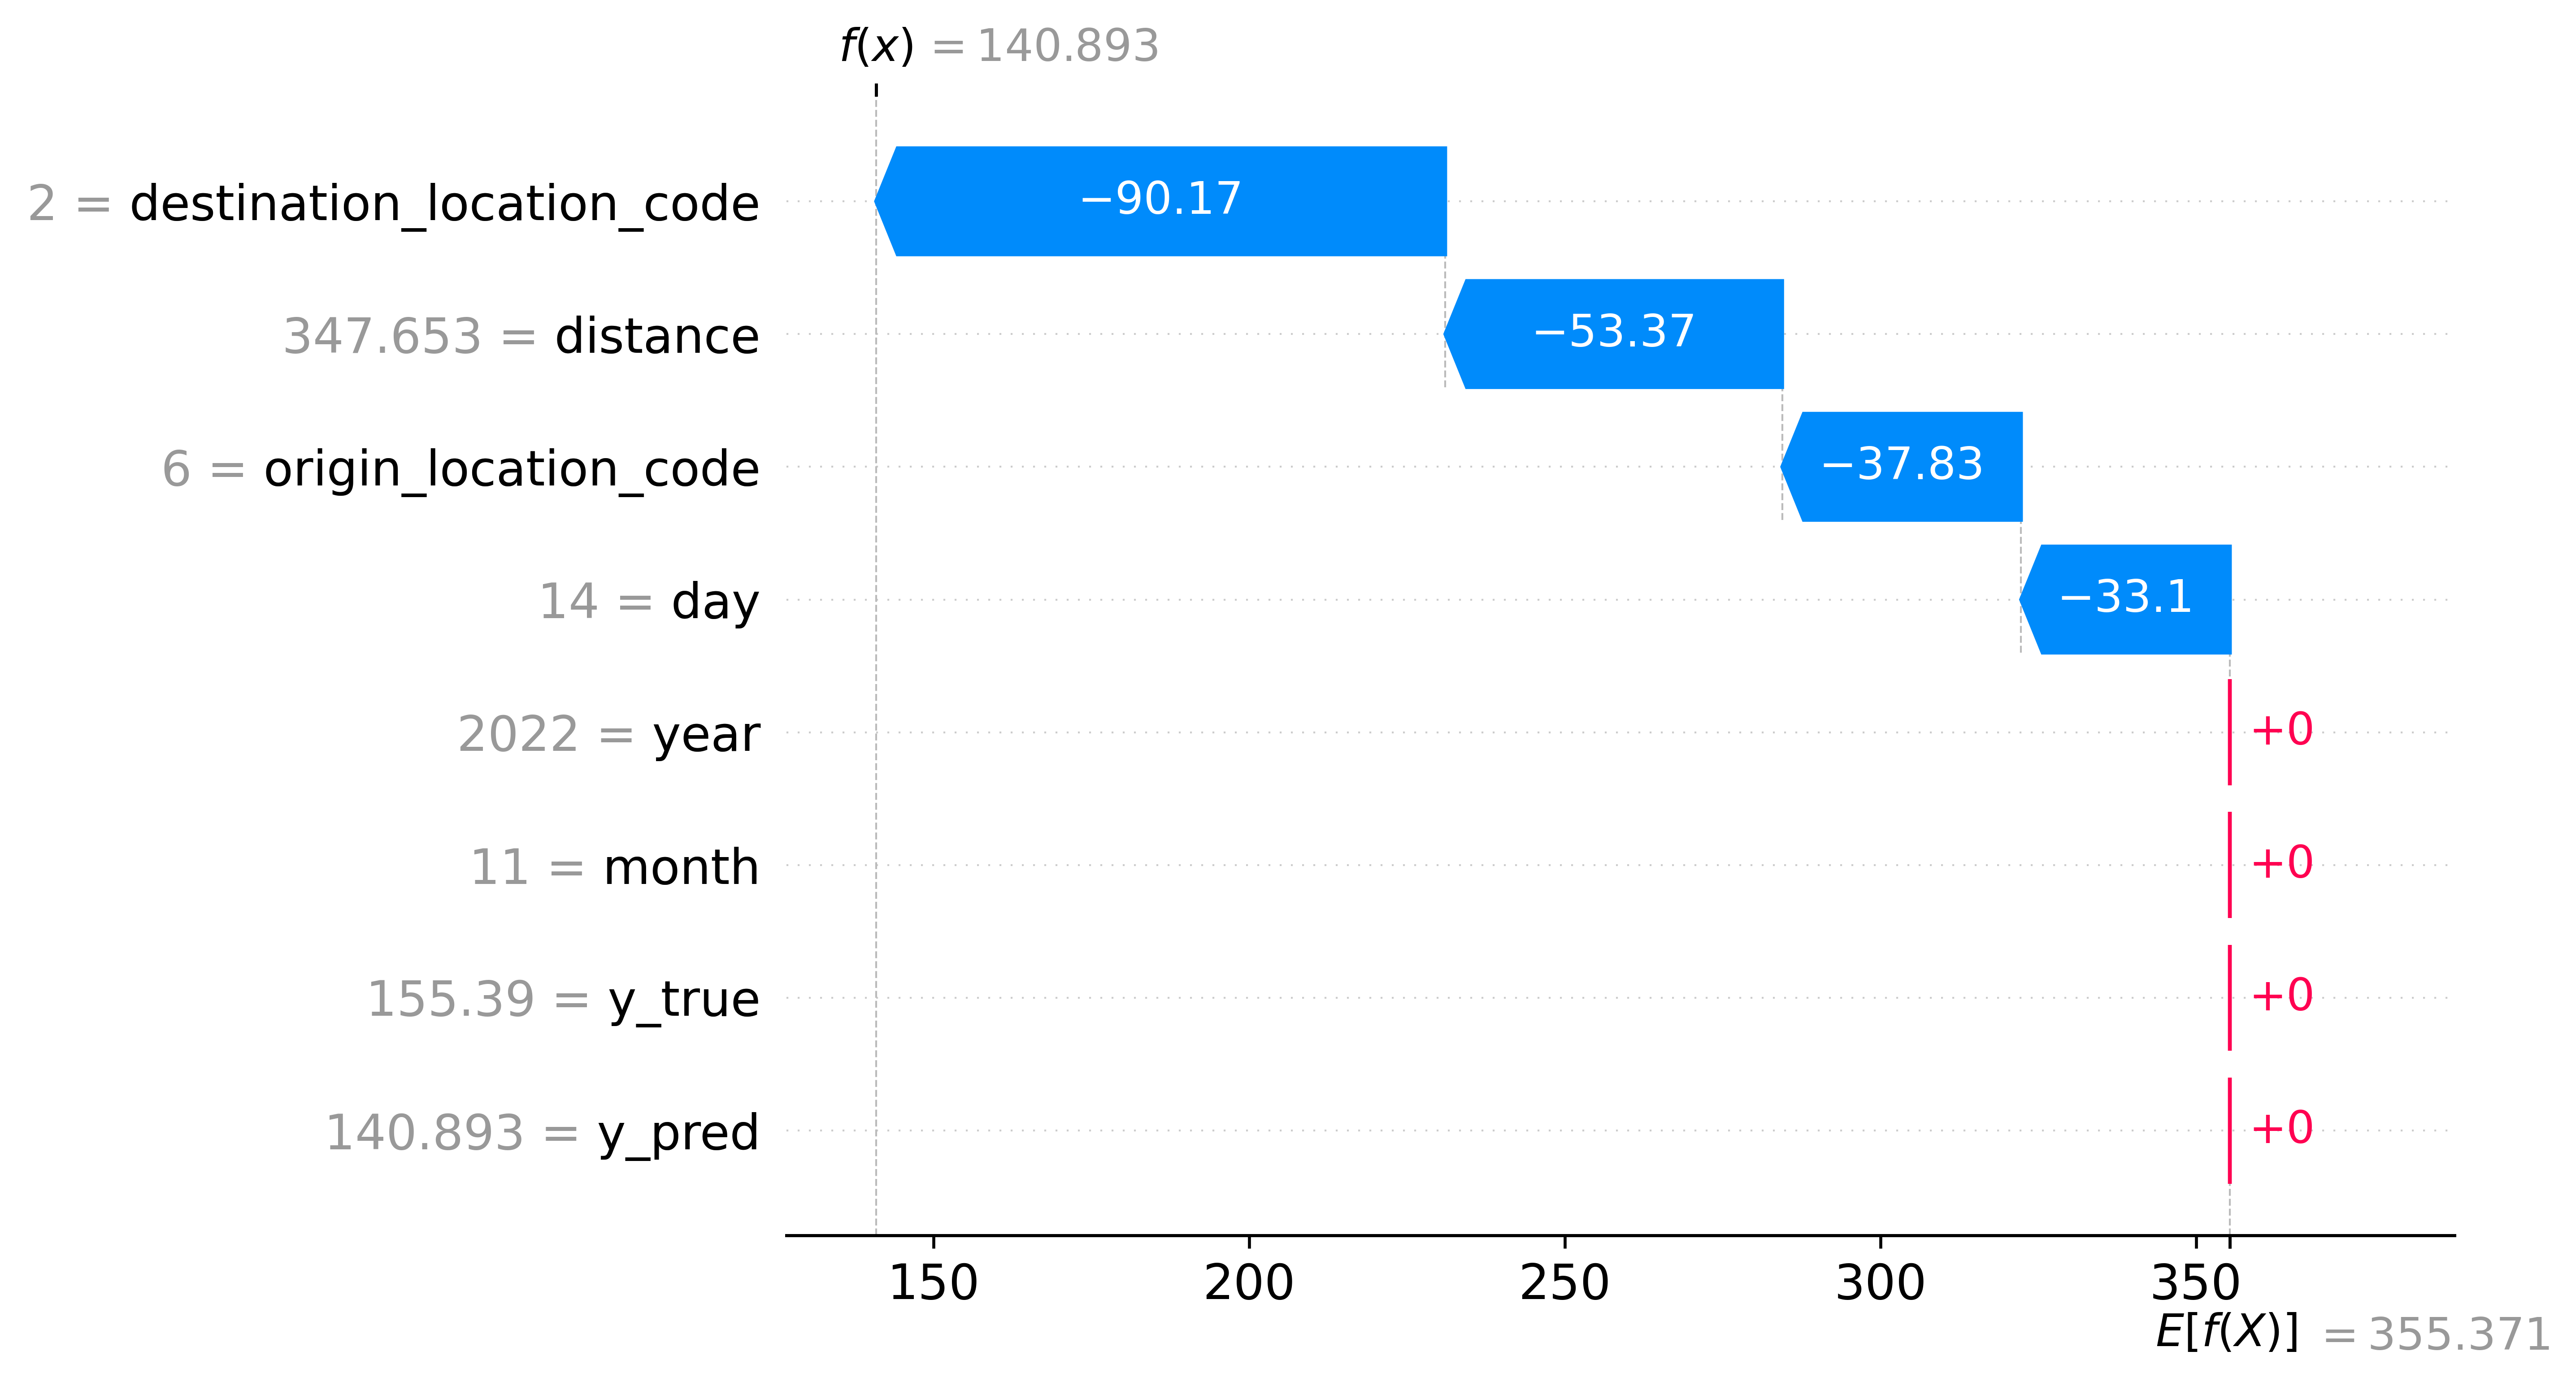 f(x) = 140.893
2 = destination_location_code
−90.17
347.653 = distance
−53.37
6 = origin_location_code
−37.83
14 = day
−33.1
2022 = year
+0
11 = month
+0
155.39 = y_true
+0
140.893 = y_pred
+0
150 200 250 300 350
E[f(X)] = 355.371